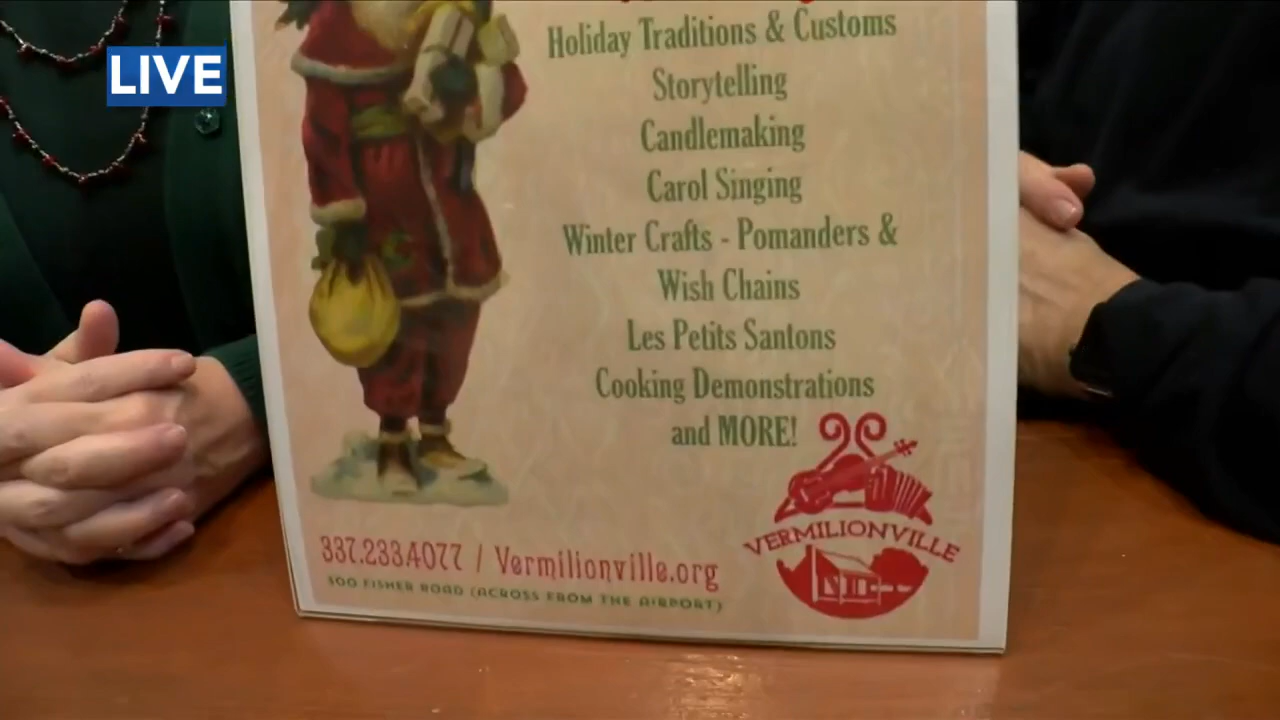 LIVE
Holiday Traditions & Customs
Storytelling
Candlemaking
Carol Singing
Winter Crafts - Pomanders &
Wish Chains
Les Petits Santons
Cooking Demonstrations
and MORE!
VERMILIONVILLE
337.233.4077 / Vermilionville.org
300 FISHER ROAD (ACROSS FROM THE AIRPORT)